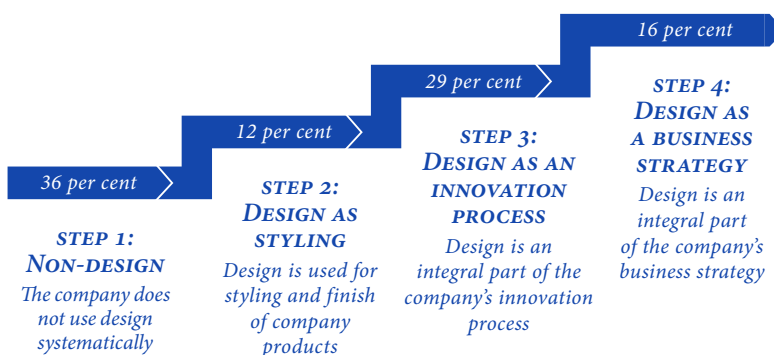 36 per cent
STEP 1:
NON-DESIGN
The company does
not use design
systematically
12 per cent
STEP 2:
DESIGN AS
STYLING
Design is used for
styling and finish
of company
products
29 per cent
STEP 3:
DESIGN AS AN
INNOVATION
PROCESS
Design is an
integral part of the
company's innovation
process
16 per cent
STEP 4:
DESIGN AS
A BUSINESS
STRATEGY
Design is an
integral part
of the company's
business strategy